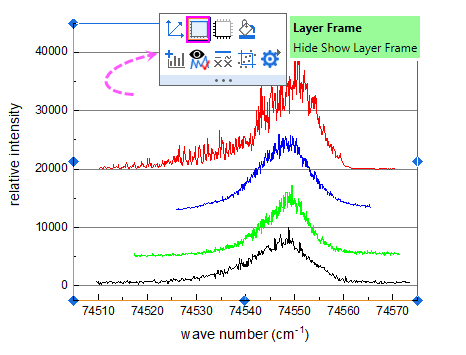 Layer Frame
Hide Show Layer Frame
40000
30000
20000
10000
0
relative intensity
74510 74520 74530 74540 74550 74560 74570
wave number (cm-1)